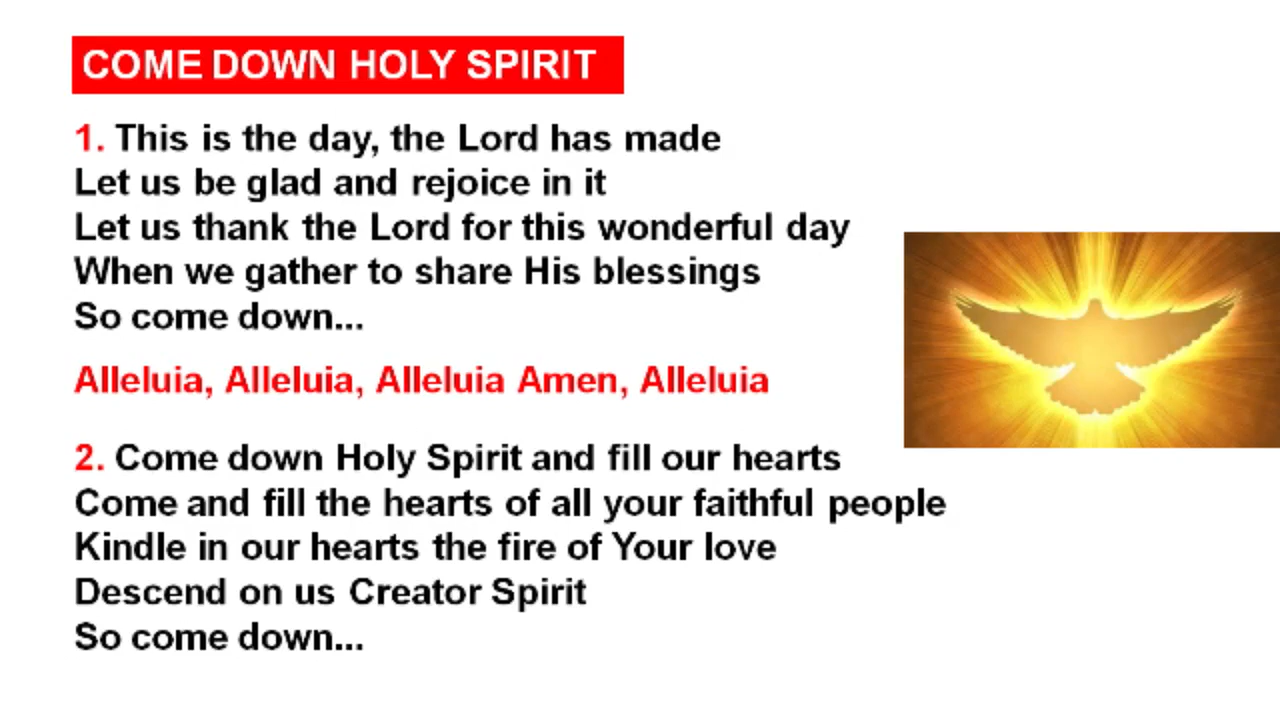 COME DOWN HOLY SPIRIT
1. This is the day, the Lord has made
Let us be glad and rejoice in it
Let us thank the Lord for this wonderful day
When we gather to share His blessings
So come down...
Alleluia, Alleluia, Alleluia Amen, Alleluia
2. Come down Holy Spirit and fill our hearts
Come and fill the hearts of all your faithful people
Kindle in our hearts the fire of Your love
Descend on us Creator Spirit
So come down...